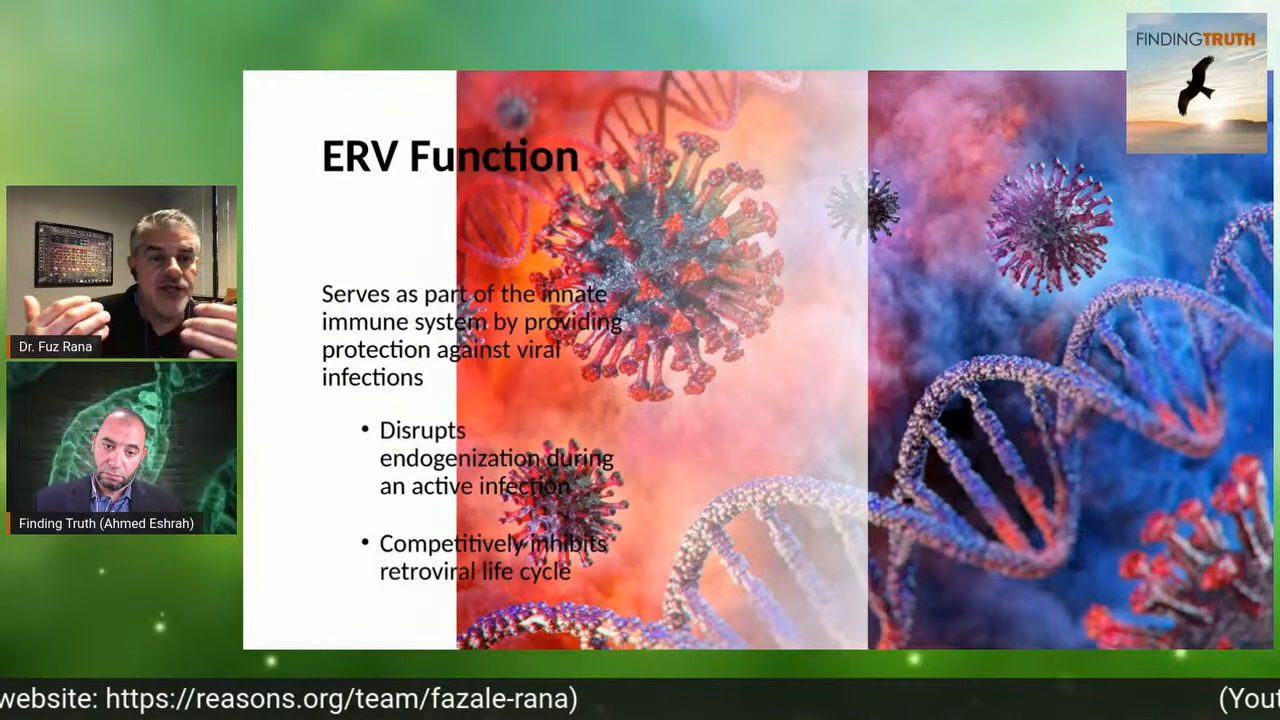 FINDINGTRUTH
ERV Function
Serves as part of the innate
immune system by providing
protection against viral
infections
• Disrupts
endogenization during
an active infection
• Competitively inhibits
retroviral life cycle
Dr. Fuz Rana
Finding Truth (Ahmed Eshrah)
website: https://reasons.org/team/fazale-rana)